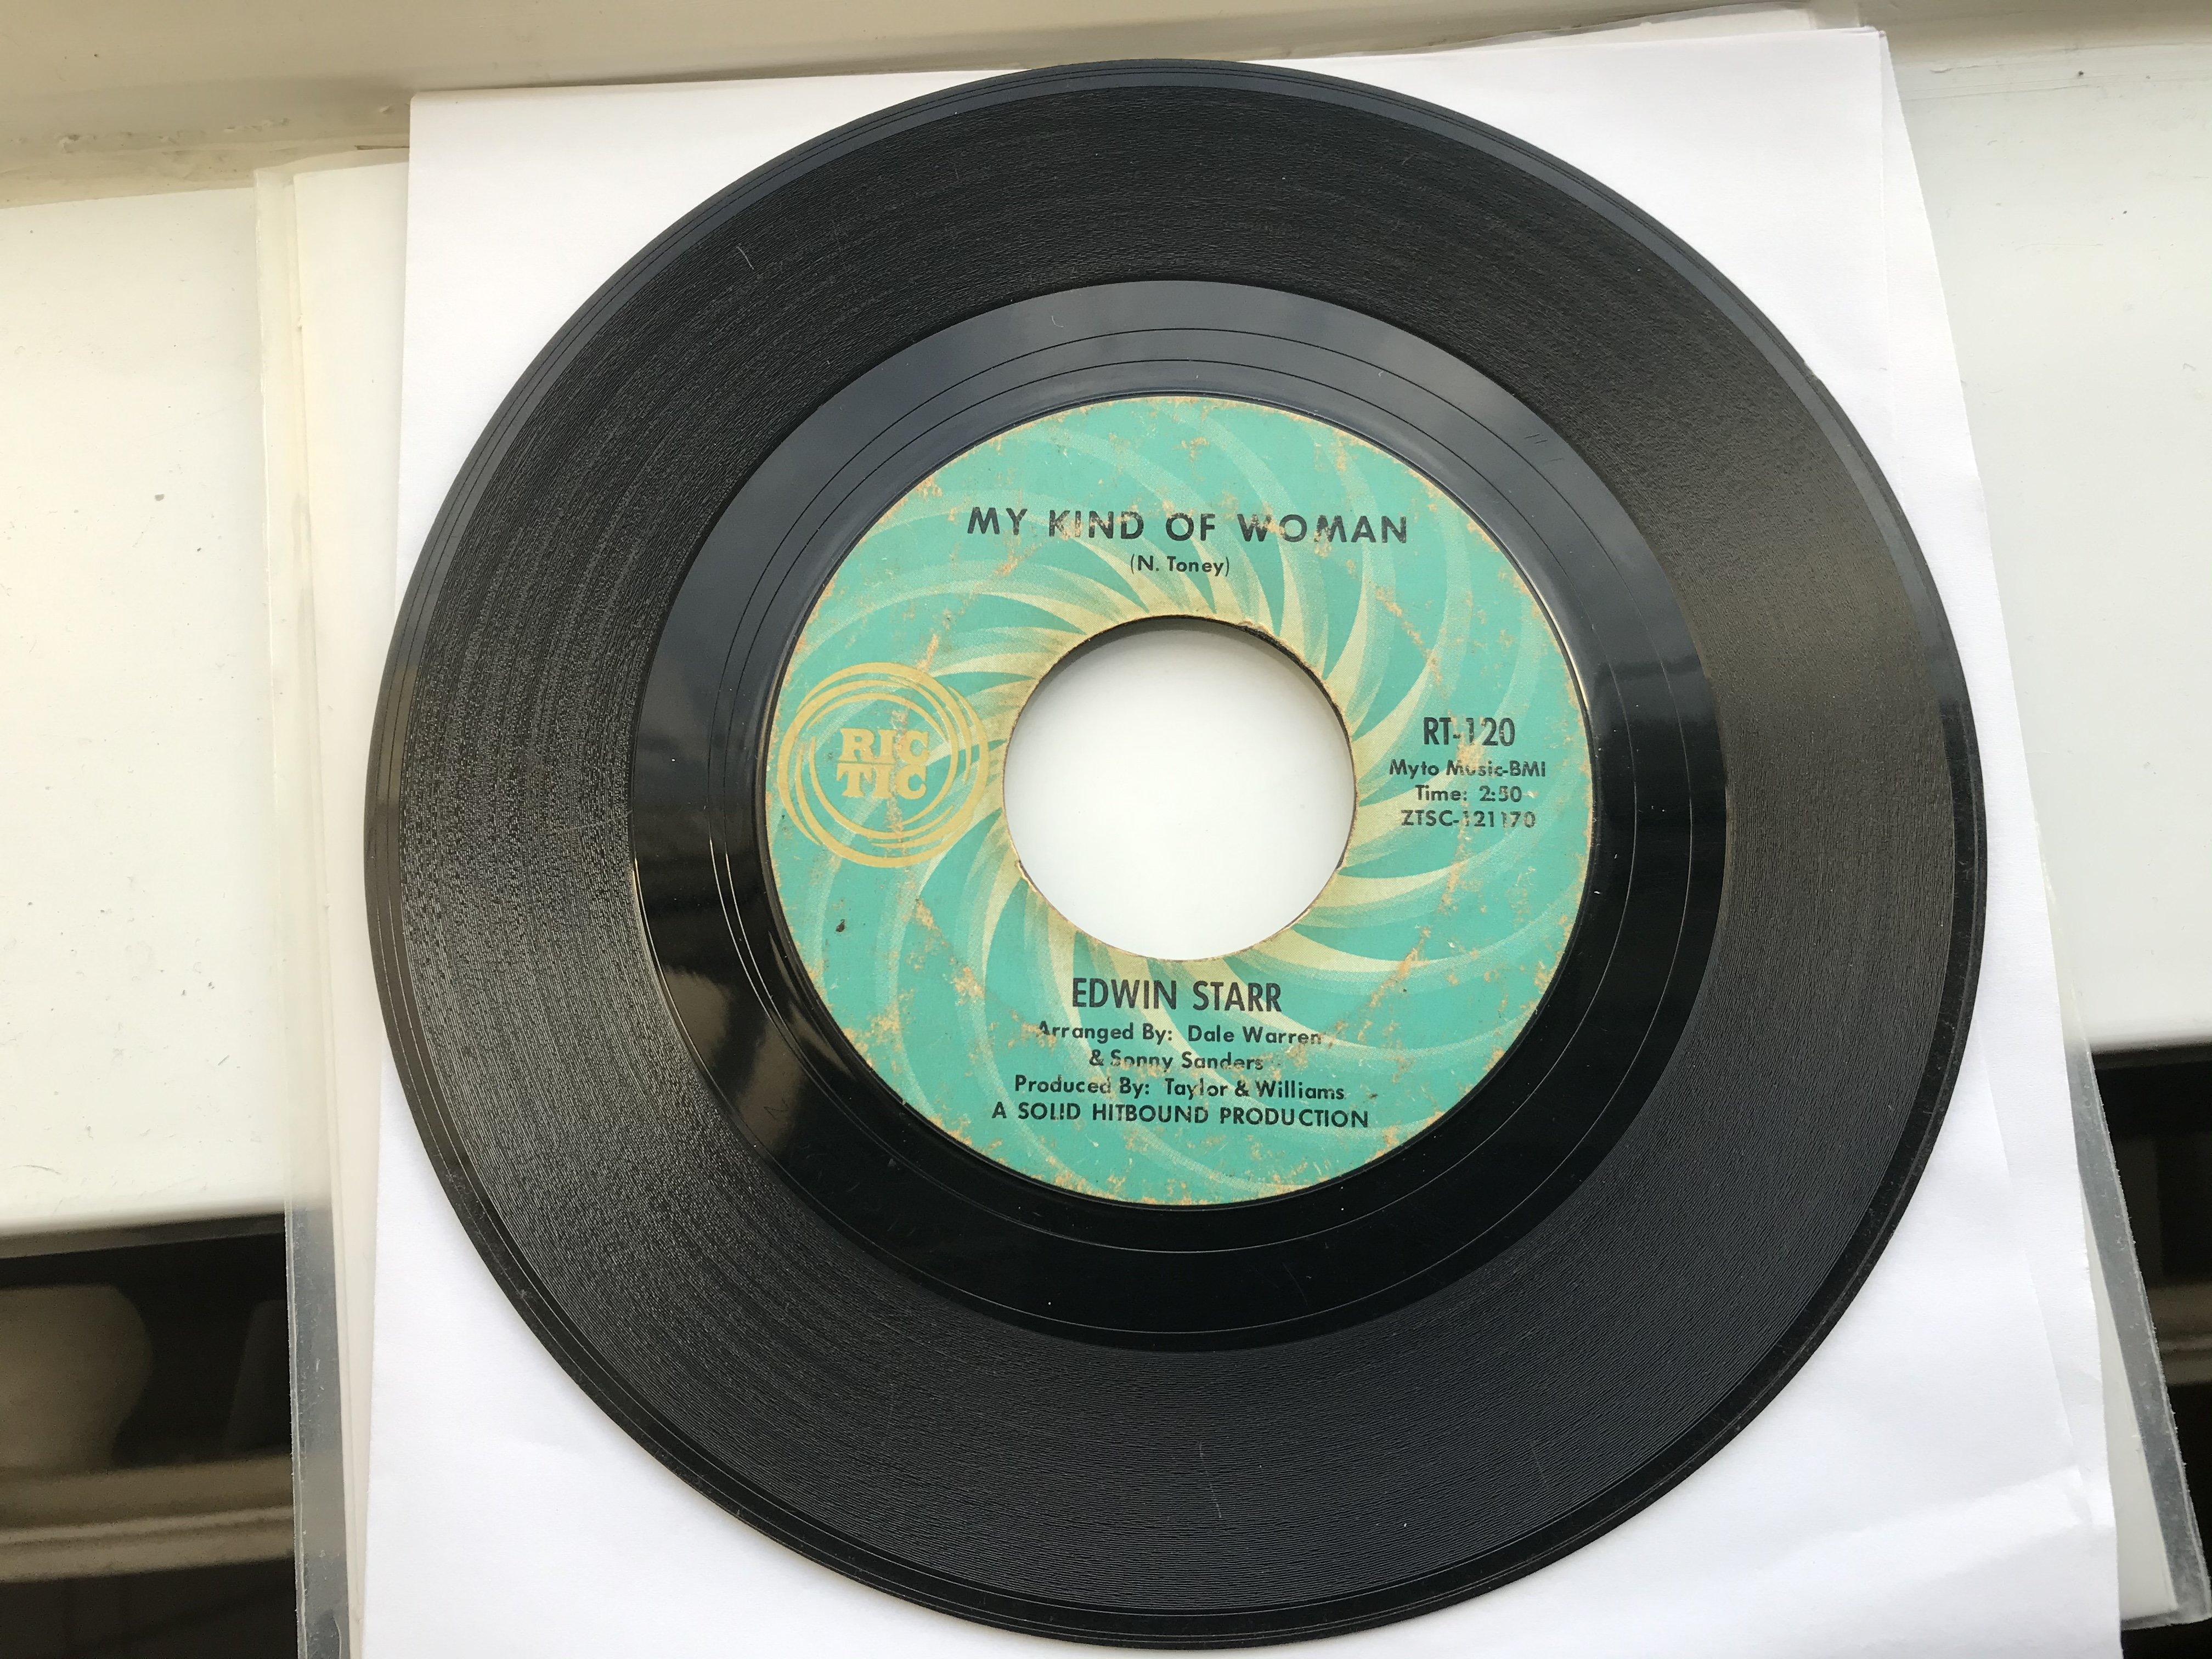 MY KIND OF WOMAN
(N. Toney)
RIC
TIC
RT-120
Myto Music-BMI
Time: 2:50
ZTSC-121170
EDWIN STARR
Arranged By: Dale Warren
& Sonny Sanders
Produced By: Taylor & Williams
A SOLID HITBOUND PRODUCTION